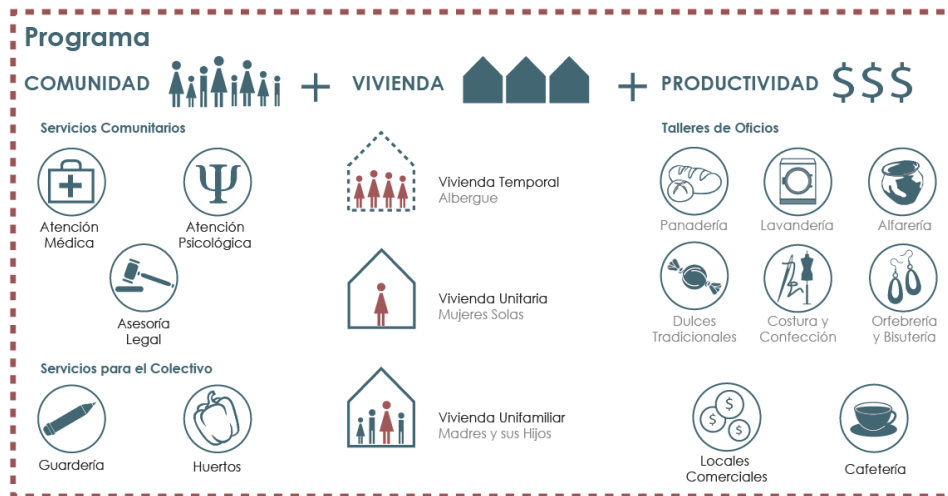 Programa
COMUNIDAD + VIVIENDA + PRODUCTIVIDAD $$$
Servicios Comunitarios
Atención
Médica
Atención
Psicológica
Asesoría
Legal
Servicios para el Colectivo
Guardería
Huertos
Vivienda Temporal
Albergue
Vivienda Unitaria
Mujeres Solas
Vivienda Unifamiliar
Madres y sus Hijos
Talleres de Oficios
Panadería
Lavandería
Alfarería
Dulces
Tradicionales
Costura y
Confección
Orfebrería
y Bisutería
$
$
$
Locales
Comerciales
Cafetería